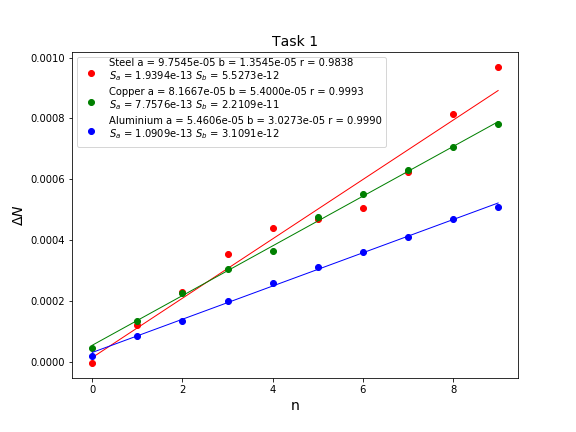 Task 1
Steel a = 9.7545e-05 b = 1.3545e-05 r = 0.9838
Sₐ = 1.9394e-13 S_b = 5.5273e-12
Copper a = 8.1667e-05 b = 5.4000e-05 r = 0.9993
Sₐ = 7.7576e-13 S_b = 2.2109e-11
Aluminium a = 5.4606e-05 b = 3.0273e-05 r = 0.9990
Sₐ = 1.0909e-13 S_b = 3.1091e-12
ΔN
0.0010
0.0008
0.0006
0.0004
0.0002
0.0000
0 2 4 6 8
n